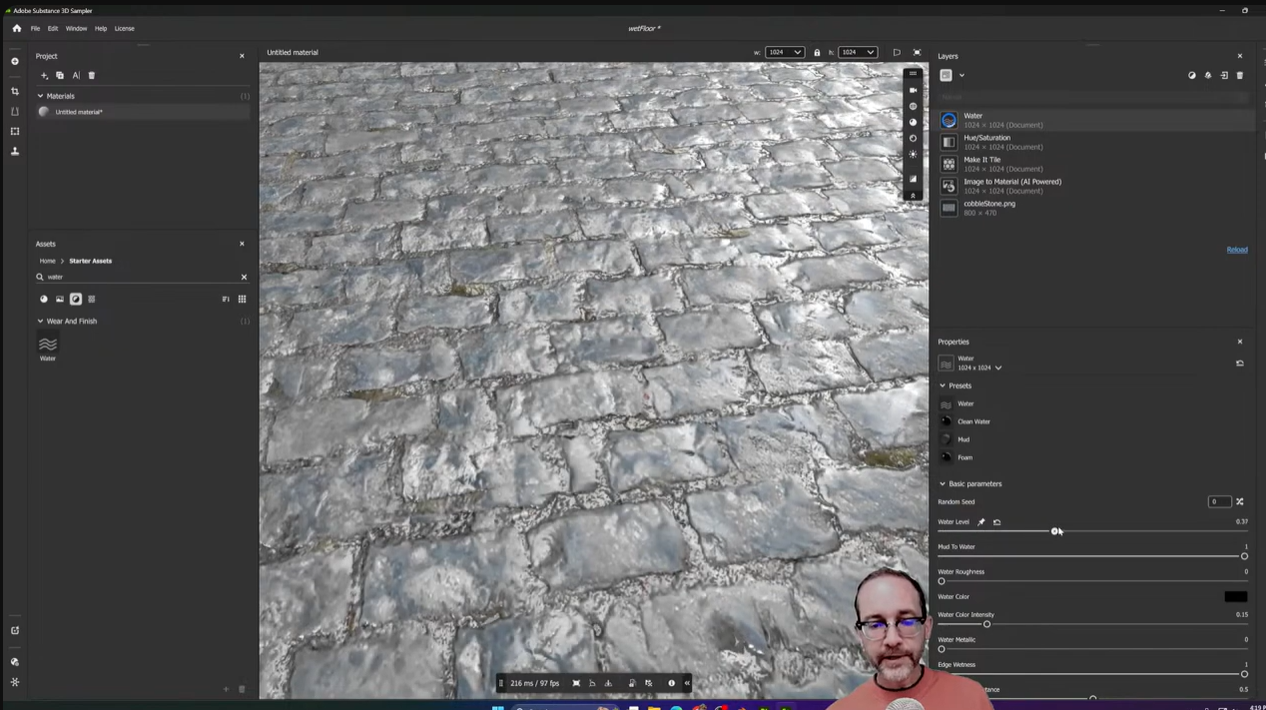 Adobe Substance 3D Sampler
File Edit Window Help License
wetFloor *
Project
Materials (1)
Untitled material*
Assets
Home > Starter Assets
water
Wear And Finish (1)
Water
Untitled material
w: 1024 h: 1024
216 ms / 97 fps
Layers
Water
1024 × 1024 (Document)
Hue/Saturation
1024 × 1024 (Document)
Make It Tile
1024 × 1024 (Document)
Image to Material (AI Powered)
1024 × 1024 (Document)
cobbleStone.png
800 × 470
Reload
Properties
Water
1024 x 1024
Presets
Water
Clean Water
Mud
Foam
Basic parameters
Random Seed 0
Water Level 0.37
Mud To Water 1
Water Roughness 0
Water Color
Water Color Intensity 0.15
Water Metallic 0
Edge Wetness 1
0.5
4:19